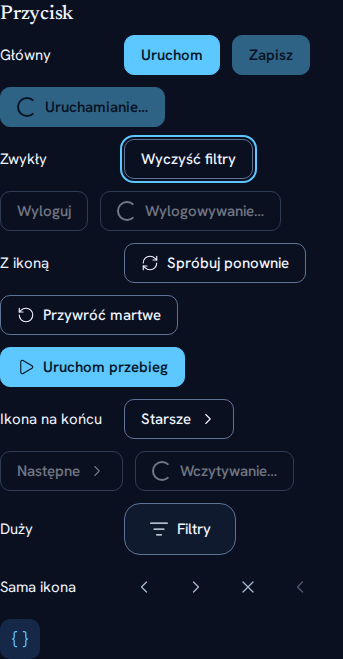 Przycisk
Główny Uruchom Zapisz
Uruchamianie...
Zwykły Wyczyść filtry
Wyloguj Wylogowywanie...
Z ikoną Spróbuj ponownie
Przywróć martwe
Uruchom przebieg
Ikona na końcu Starsze
Następne Wczytywanie...
Duży Filtry
Sama ikona
{ }